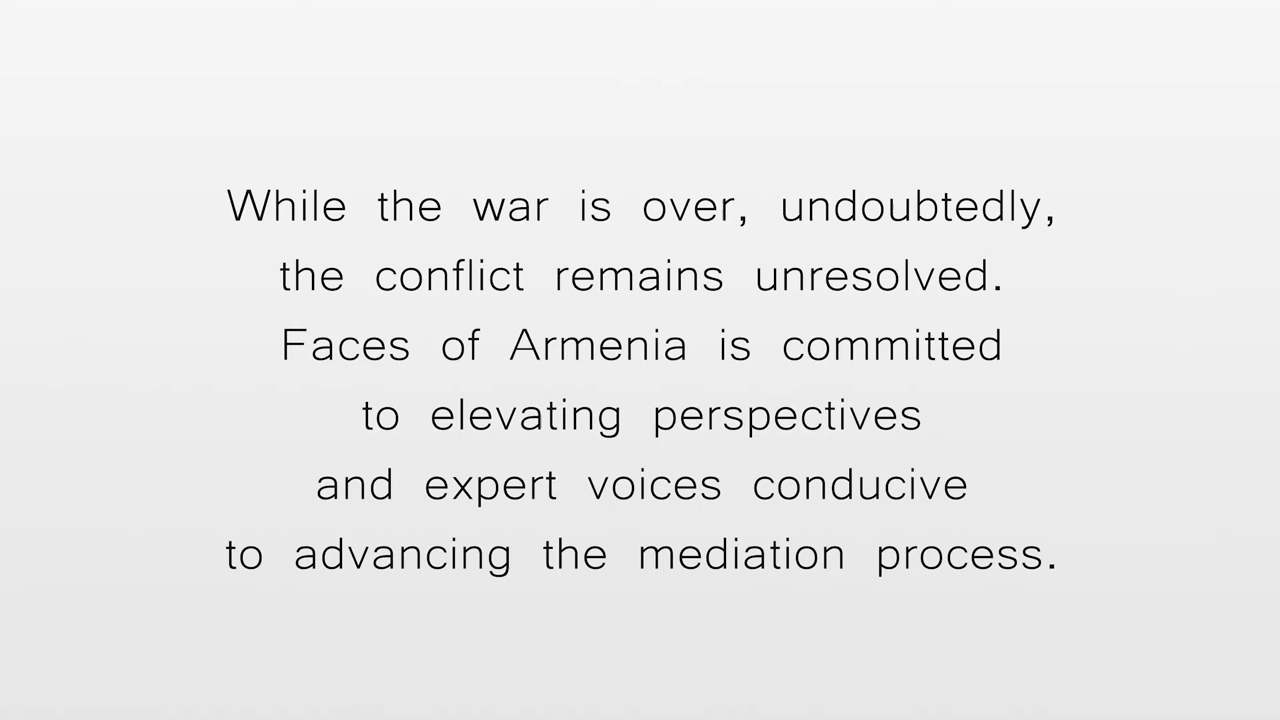 While the war is over, undoubtedly,
the conflict remains unresolved.
Faces of Armenia is committed
to elevating perspectives
and expert voices conducive
to advancing the mediation process.